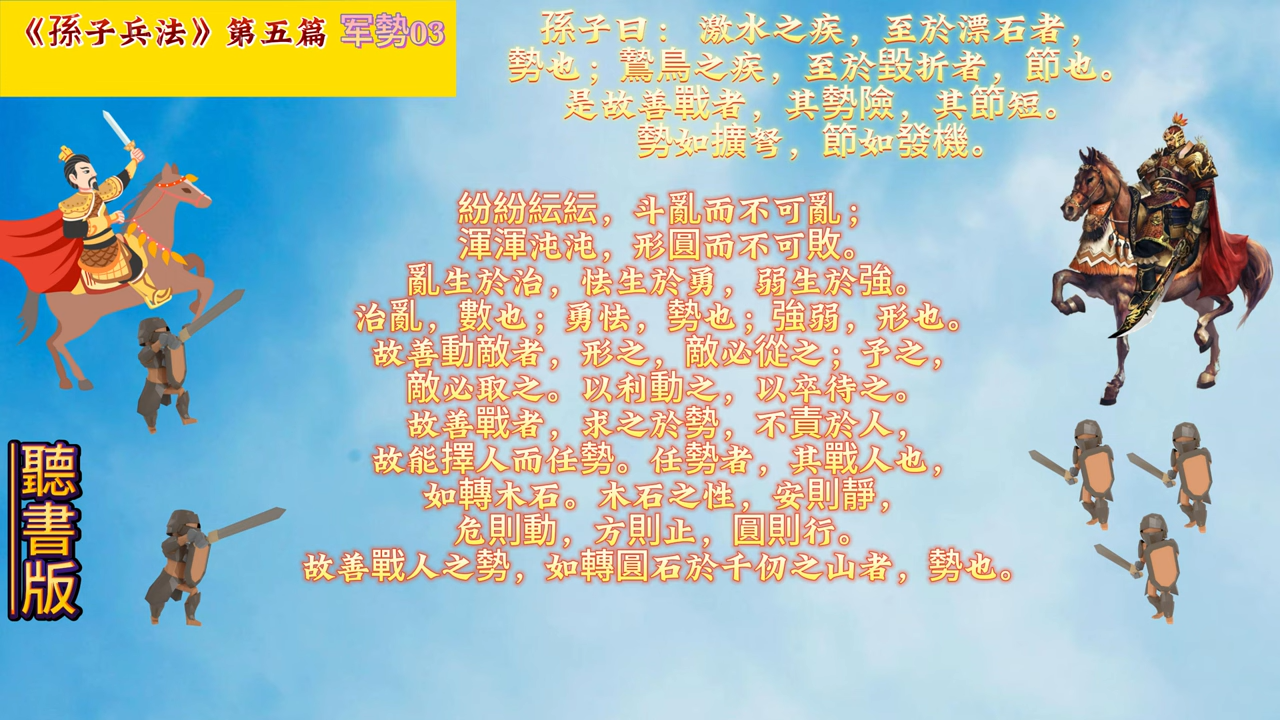 《孫子兵法》第五篇 军勢03
孫子曰： 激水之疾，至於漂石者，
勢也；鷙鳥之疾，至於毀折者，節也。
是故善戰者，其勢險，其節短。
勢如擴弩，節如發機。
紛紛紜紜，斗亂而不可亂；
渾渾沌沌，形圓而不可敗。
亂生於治，怯生於勇，弱生於強。
治亂，數也；勇怯，勢也；強弱，形也。
故善動敵者，形之，敵必從之；予之，
敵必取之。以利動之，以卒待之。
故善戰者，求之於勢，不責於人，
故能擇人而任勢。任勢者，其戰人也，
如轉木石。木石之性，安則靜，
危則動，方則止，圓則行。
故善戰人之勢，如轉圓石於千仞之山者，勢也。
聽書版